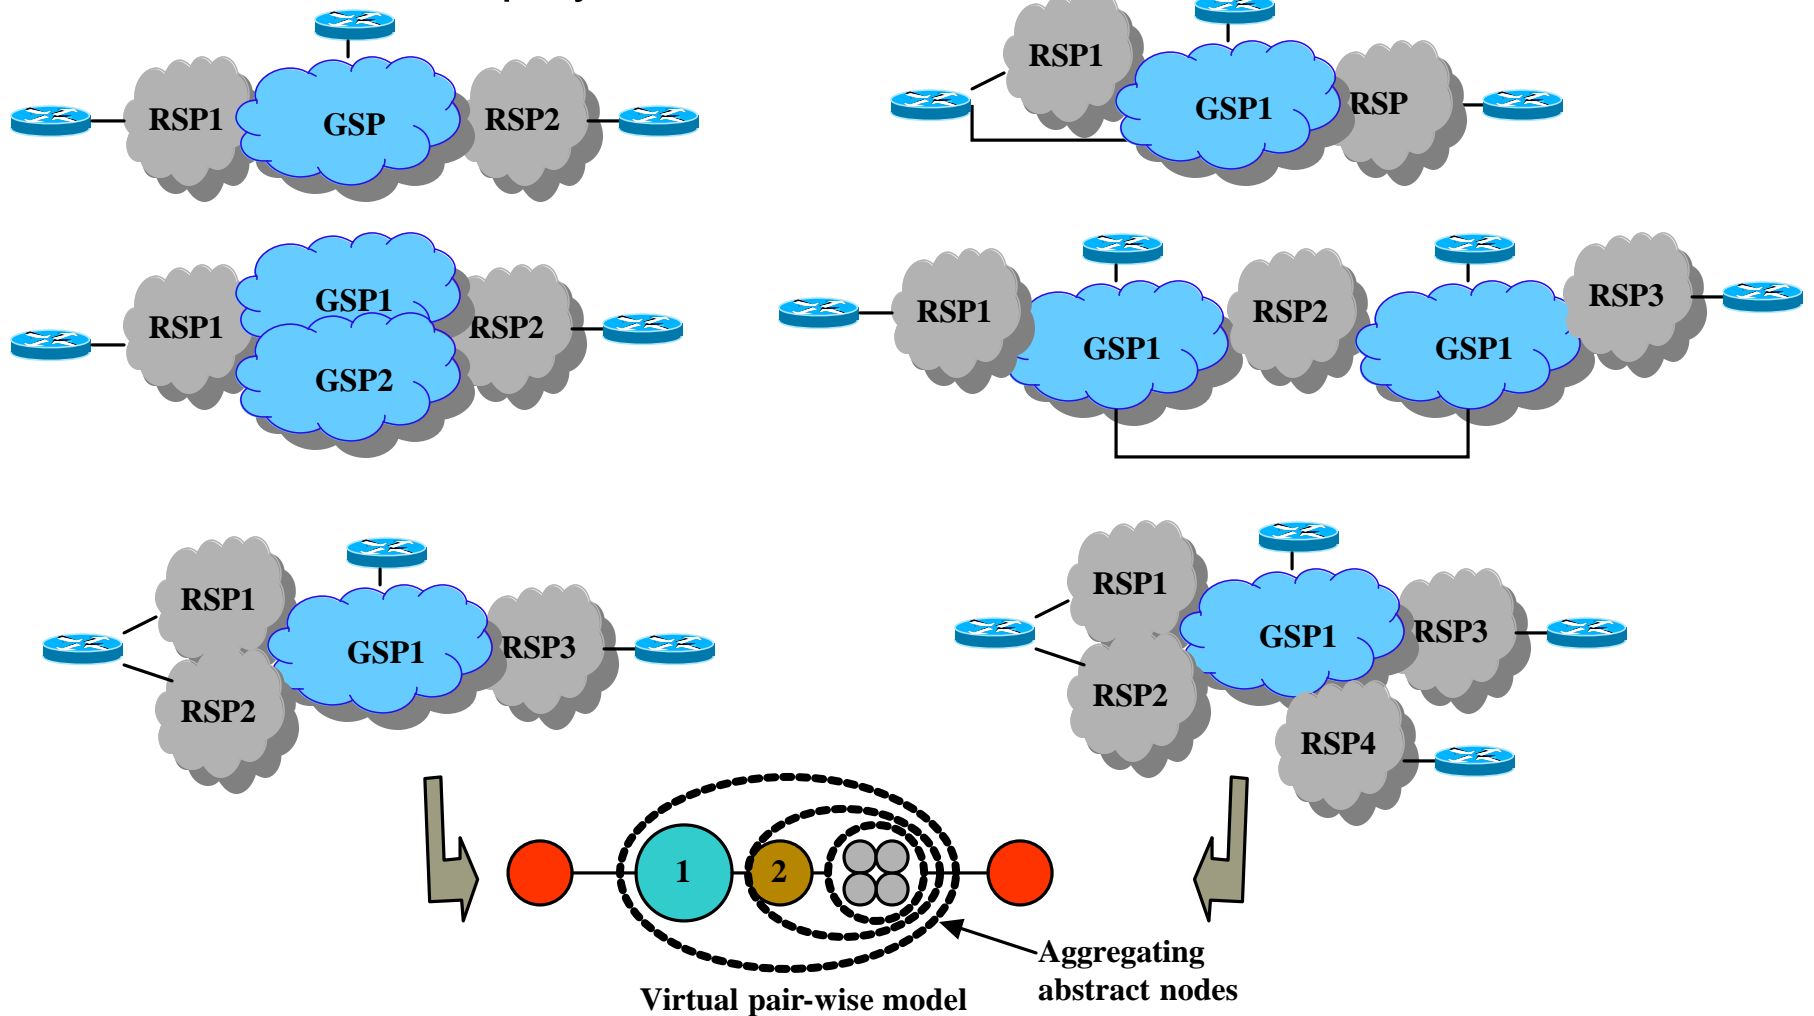 RSP1
GSP
RSP2
RSP1
GSP1
RSP
RSP1
GSP1
GSP2
RSP2
RSP1
GSP1
RSP2
GSP1
RSP3
RSP1
RSP2
GSP1
RSP3
RSP1
RSP2
GSP1
RSP3
RSP4
1
2
Aggregating
abstract nodes
Virtual pair-wise model